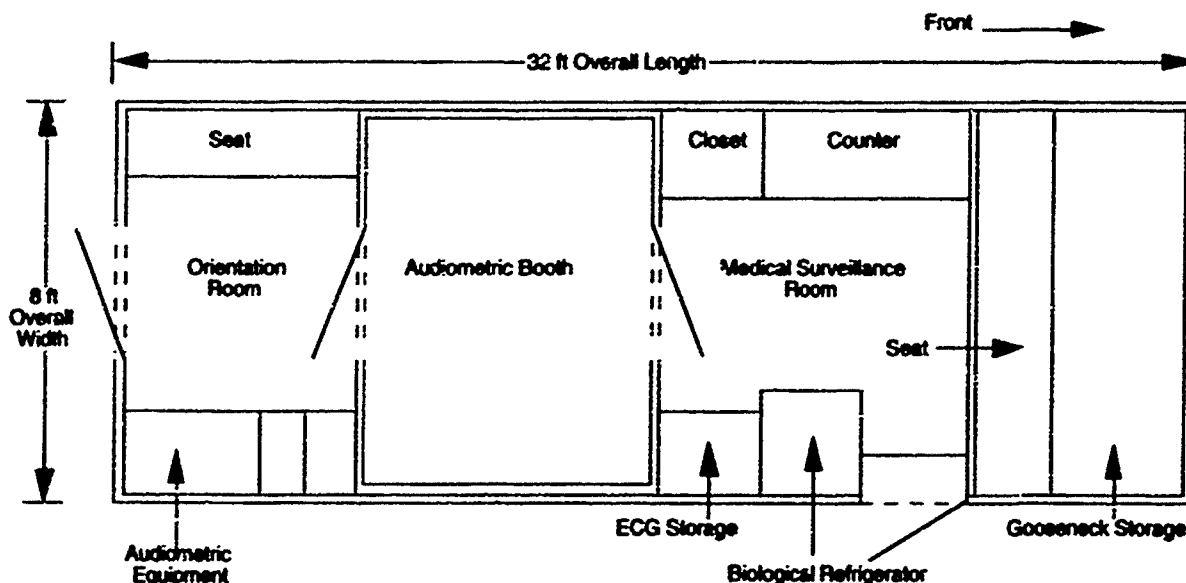 Front
32 ft Overall Length
Seat
Closet
Counter
Orientation
Room
Audiometric Booth
Medical Surveillance
Room
8 ft
Overall
Width
Seat
ECG Storage
Gooseneck Storage
Audiometric
Equipment
Biological Refrigerator